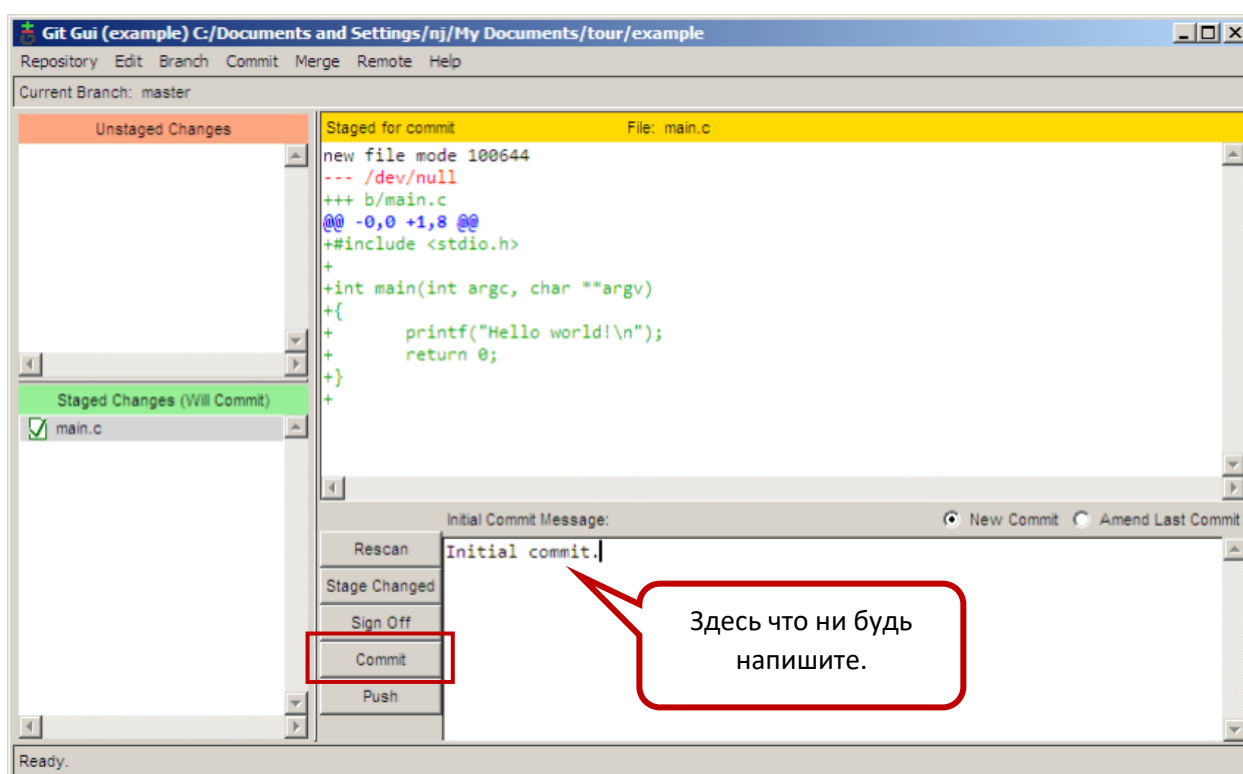 Git Gui (example) C:/Documents and Settings/nj/My Documents/tour/example
Repository Edit Branch Commit Merge Remote Help
Current Branch: master
Unstaged Changes
Staged for commit File: main.c
new file mode 100644
--- /dev/null
+++ b/main.c
@@ -0,0 +1,8 @@
+#include <stdio.h>
+
+int main(int argc, char **argv)
+{
+ printf("Hello world!\n");
+ return 0;
+}
+
Staged Changes (Will Commit)
main.c
Initial Commit Message: New Commit Amend Last Commit
Rescan
Stage Changed
Sign Off
Commit
Push
Initial commit.
Здесь что ни будь
напишите.
Ready.